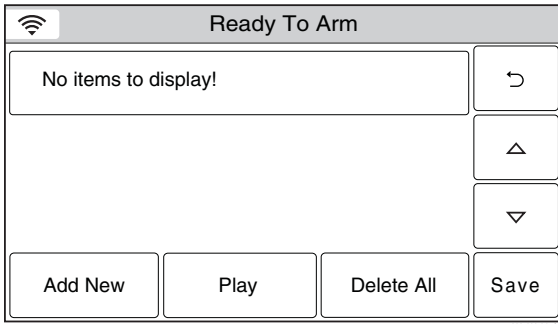 Ready To Arm
No items to display!
Add New
Play
Delete All
Save